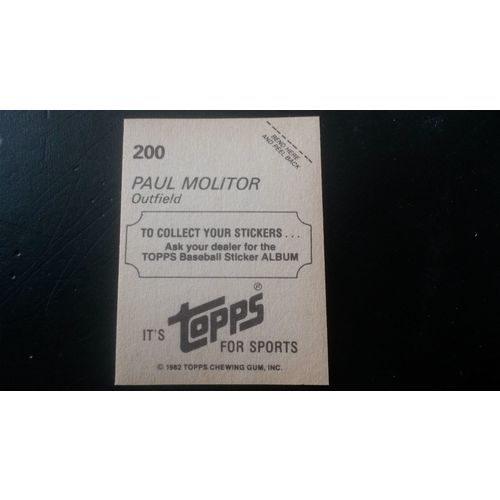 200
BEND HERE
AND PEEL BACK
PAUL MOLITOR
Outfield
TO COLLECT YOUR STICKERS...
Ask your dealer for the
TOPPS Baseball Sticker ALBUM
IT'S topps®
FOR SPORTS
© 1982 TOPPS CHEWING GUM, INC.